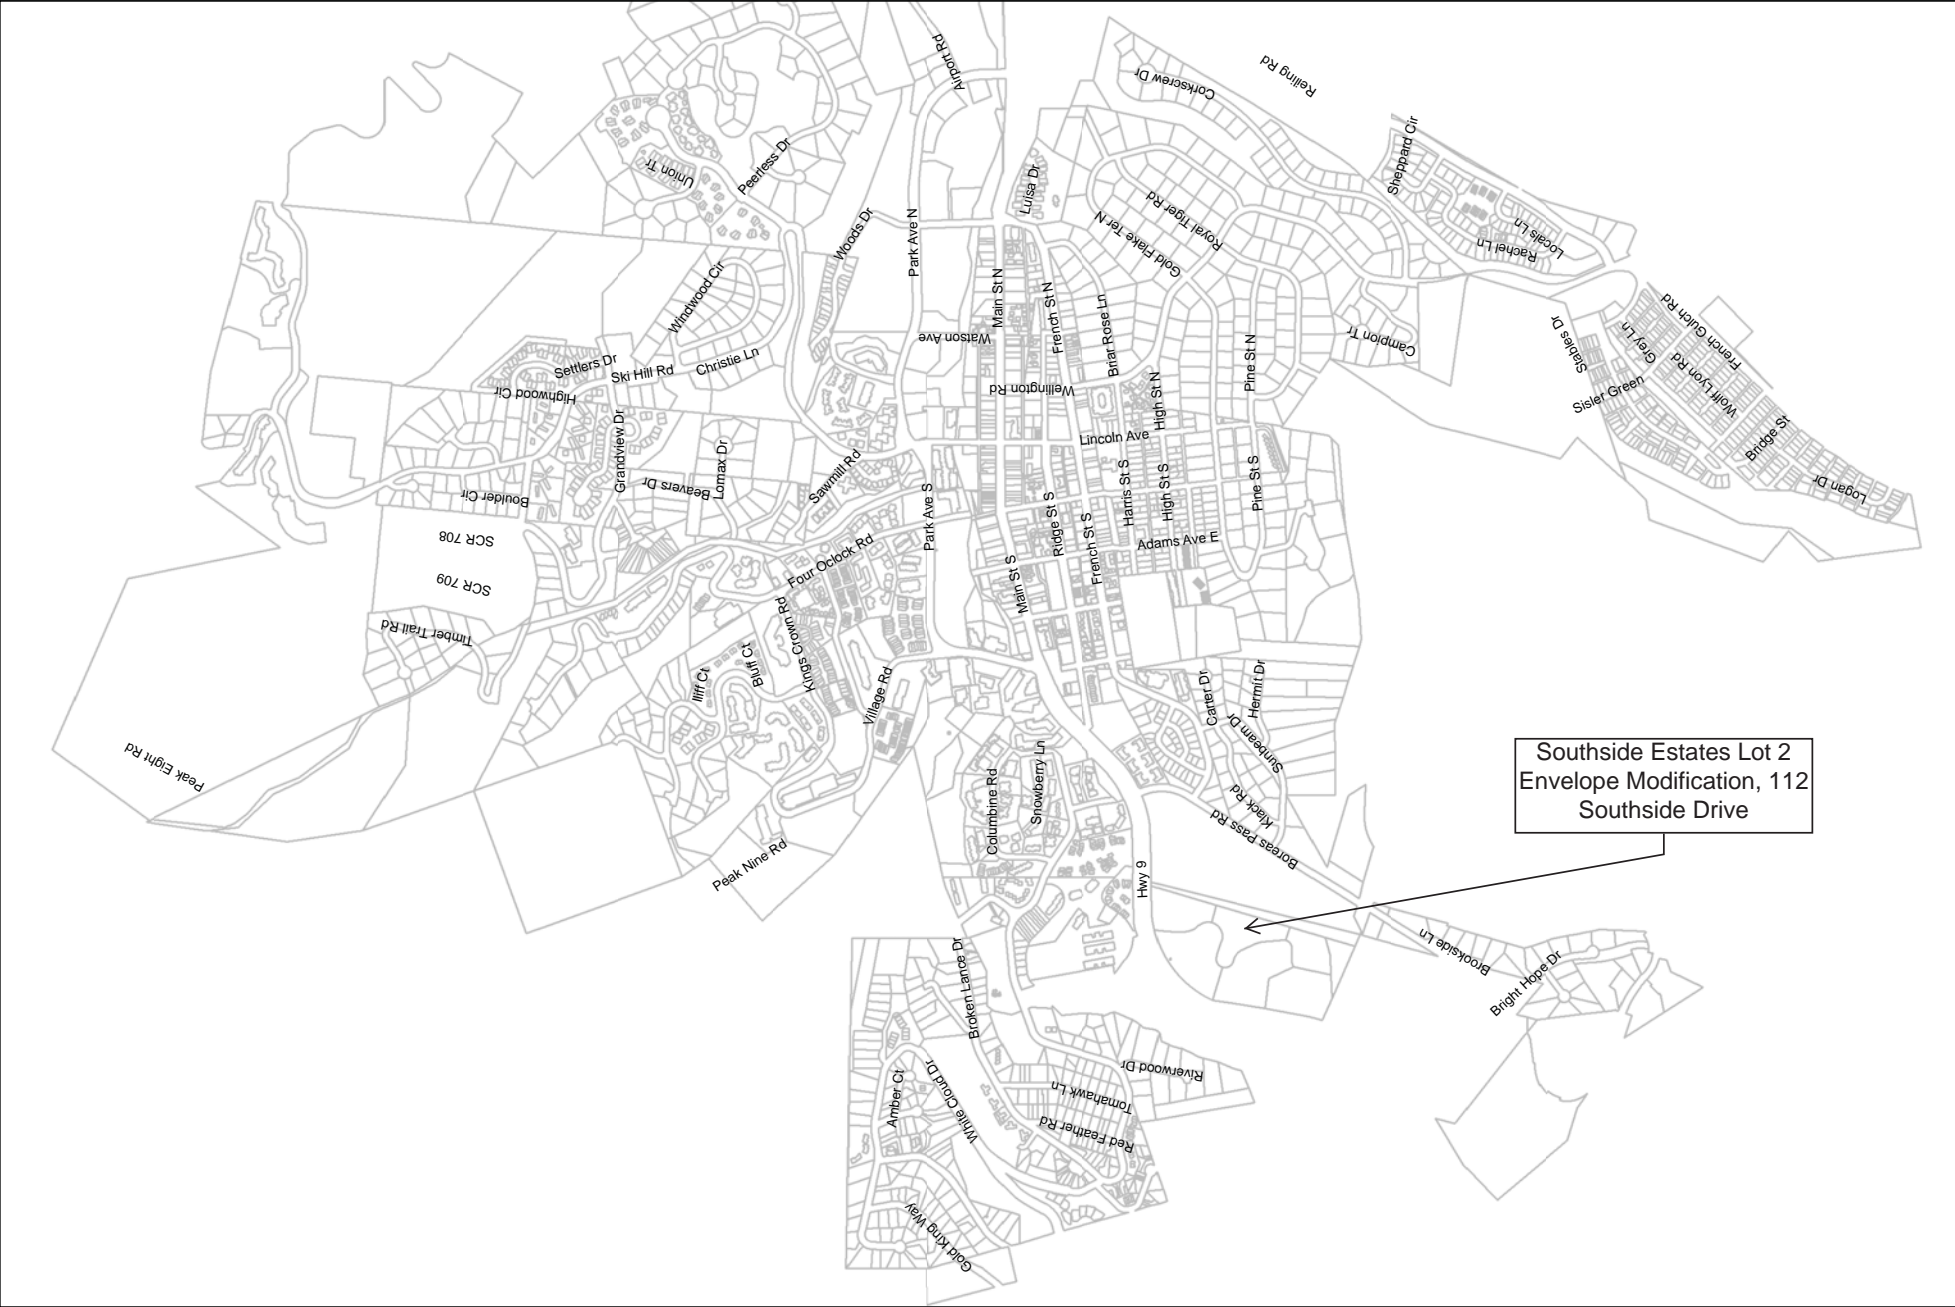 Airport Rd
Reiling Rd
Corkscrew Dr
Sheppard Cir
Peerless Dr
Union Tr
Luisa Dr
Woods Dr
Park Ave N
Royal Tiger Rd
Gold Flake Ter N
Locals Ln
Rachel Ln
Windwood Cir
Main St N
French St N
Briar Rose Ln
Watson Ave
Pine St N
Campion Tr
Stables Dr
Grey Ln
French Gulch Rd
Wolff Lyon Rd
Sisler Green
Settlers Dr
Ski Hill Rd
Christie Ln
Highwood Cir
Wellington Rd
High St N
Grandview Dr
Lincoln Ave
Bridge St
Logan Dr
Lomax Dr
Beavers Dr
Boulder Cir
Sawmill Rd
Park Ave S
Ridge St S
French St S
Harris St S
High St S
Pine St S
SCR 708
SCR 709
Four Oclock Rd
Adams Ave E
Main St S
Timber Trail Rd
Kings Crown Rd
Bluff Ct
Iliff Ct
Village Rd
Carter Dr
Hermit Dr
Sunbeam Dr
Peak Eight Rd
Columbine Rd
Snowberry Ln
Klack Rd
Boreas Pass Rd
Southside Estates Lot 2
Envelope Modification, 112
Southside Drive
Peak Nine Rd
Hwy 9
Brookside Ln
Bright Hope Dr
Broken Lance Dr
Amber Ct
White Cloud Dr
Riverwood Dr
Tomahawk Ln
Red Feather Rd
Gold King Way